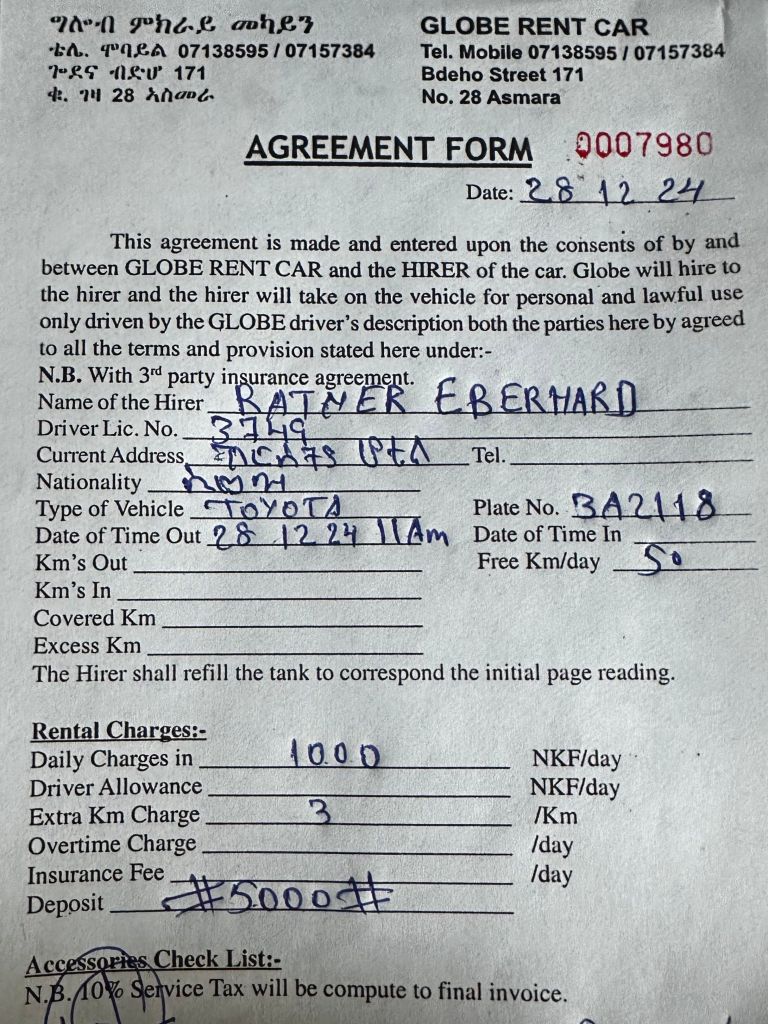 ግሎብ ምክራይ መካይን
GLOBE RENT CAR
ቴሌ. ሞባይል 07138595 / 07157384
Tel. Mobile 07138595 / 07157384
ጐደና ብድሆ 171
Bdeho Street 171
ቁ. ገዛ 28 ኣስመራ
No. 28 Asmara
AGREEMENT FORM 0007980
Date: 28 12 24
This agreement is made and entered upon the consents of by and
between GLOBE RENT CAR and the HIRER of the car. Globe will hire to
the hirer and the hirer will take on the vehicle for personal and lawful use
only driven by the GLOBE driver's description both the parties here by agreed
to all the terms and provision stated here under:-
N.B. With 3rd party insurance agreement.
Name of the Hirer RATNER EBERHARD
Driver Lic. No. 3749
Current Address Tel.
Nationality
Type of Vehicle TOYOTA Plate No. BA2118
Date of Time Out 28 12 24 11Am Date of Time In
Km's Out Free Km/day 50
Km's In
Covered Km
Excess Km
The Hirer shall refill the tank to correspond the initial page reading.
Rental Charges:-
Daily Charges in 1000 NKF/day
Driver Allowance NKF/day
Extra Km Charge 3 /Km
Overtime Charge /day
Insurance Fee /day
Deposit #5000#
Accessories Check List:-
N.B. 10% Service Tax will be compute to final invoice.